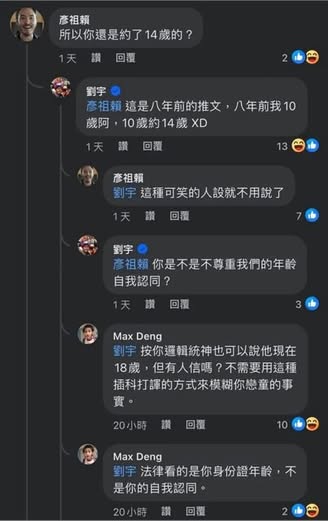 彥祖賴
所以你還是約了14歲的？
1天 讚 回覆 2
劉宇
彥祖賴 這是八年前的推文，八年前我10
歲阿，10歲約14歲 XD
1天 讚 回覆 13
彥祖賴
劉宇 這種可笑的人設就不用說了
1天 讚 回覆 7
劉宇
彥祖賴 你是不是不尊重我們的年齡
自我認同？
1天 讚 回覆 3
Max Deng
劉宇 按你邏輯統神也可以說他現在
18歲，但有人信嗎？不需要用這種
插科打譯的方式來模糊你戀童的事
實。
20小時 讚 回覆 10
Max Deng
劉宇 法律看的是你身份證年齡，不
是你的自我認同。
20小時 讚 回覆 2